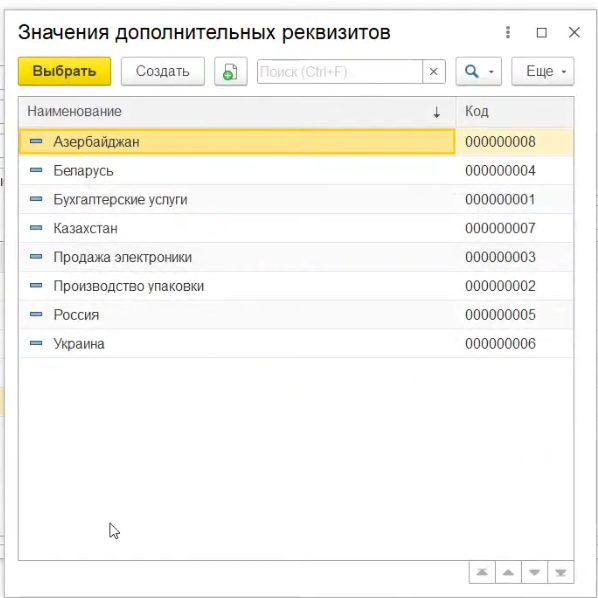 Значения дополнительных реквизитов
Выбрать Создать Поиск (Ctrl+F) Еще
Наименование Код
Азербайджан 000000008
Беларусь 000000004
Бухгалтерские услуги 000000001
Казахстан 000000007
Продажа электроники 000000003
Производство упаковки 000000002
Россия 000000005
Украина 000000006